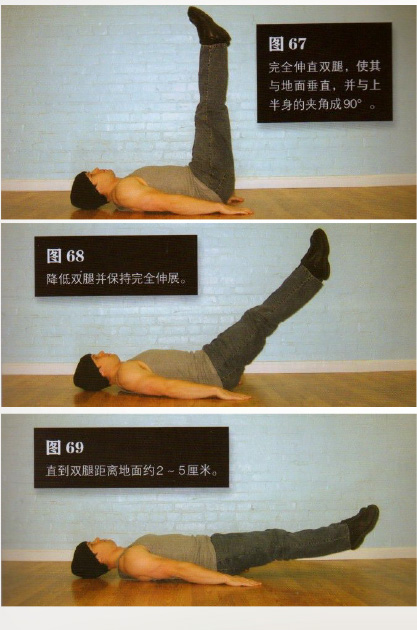 图 67
完全伸直双腿，使其
与地面垂直，并与上
半身的夹角成90°。
图 68
降低双腿并保持完全伸展。
图 69
直到双腿距离地面约2～5厘米。